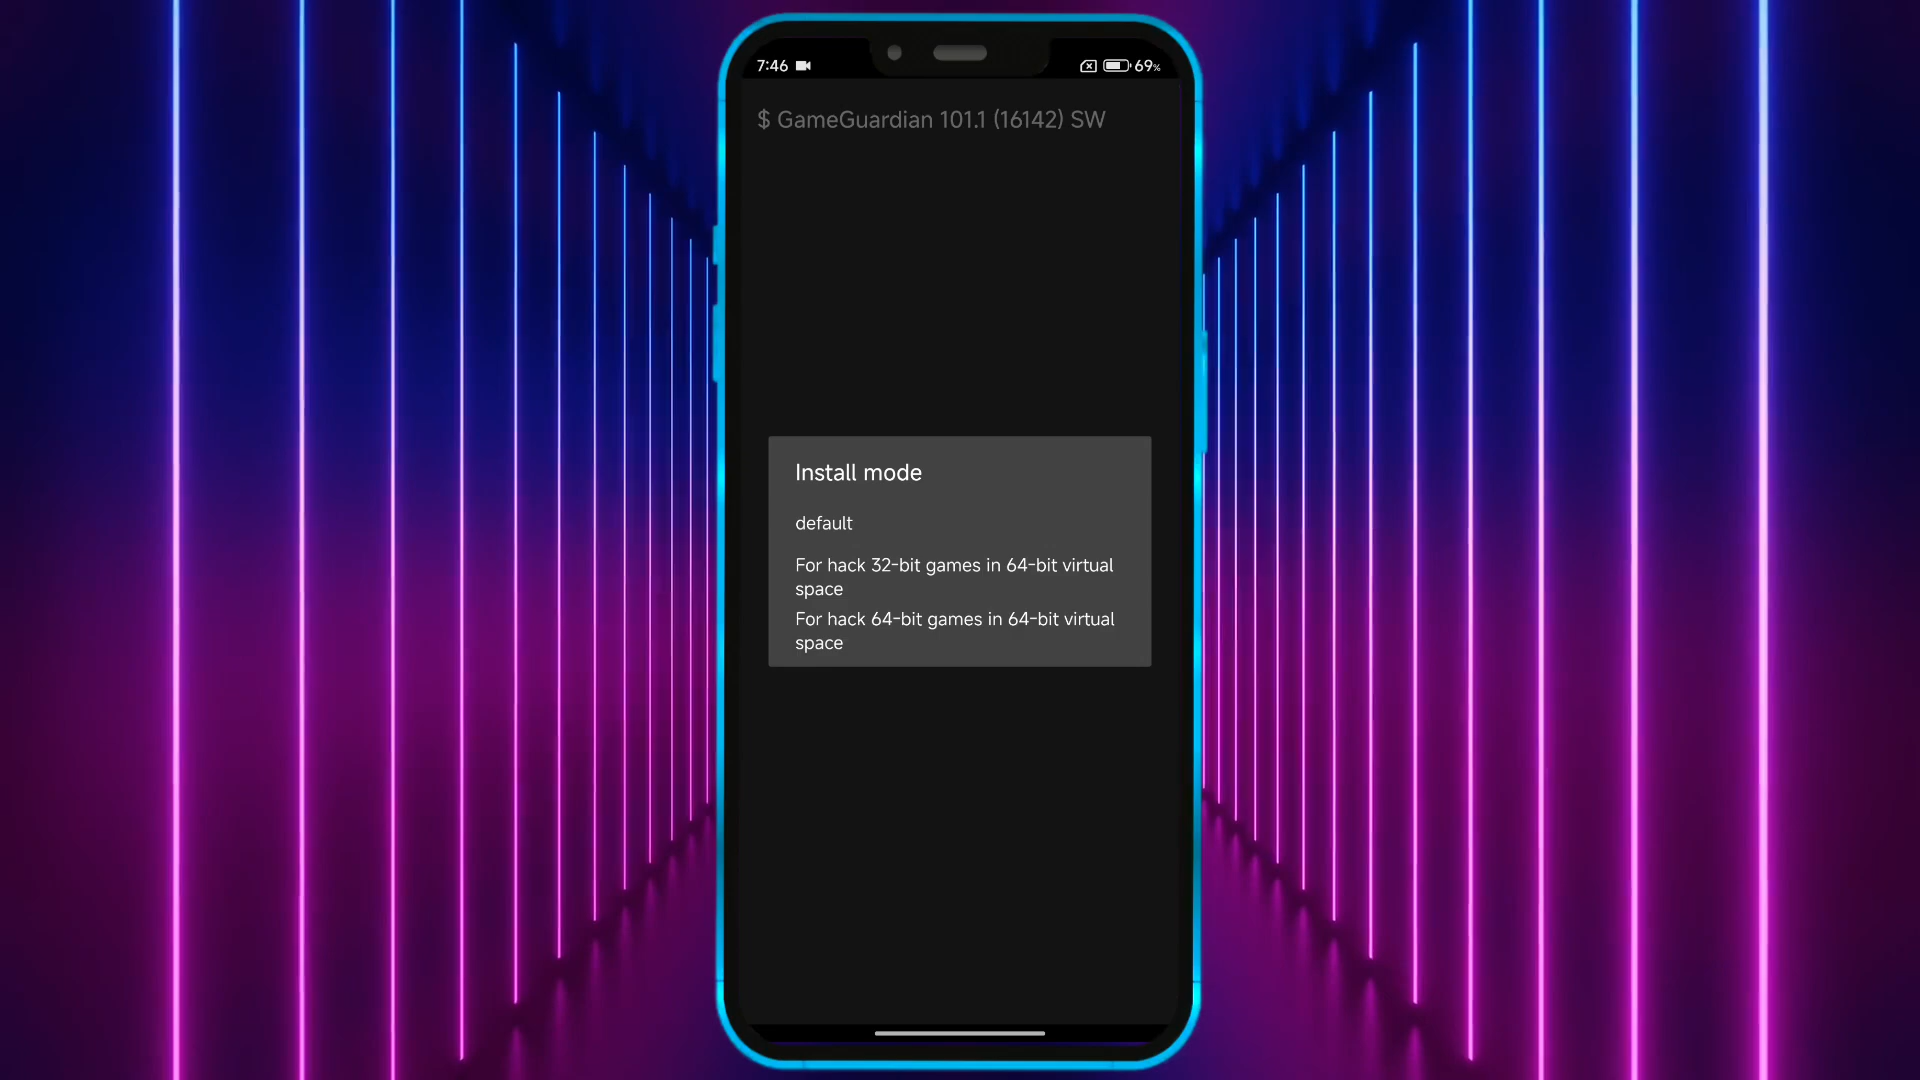 7:46
69%
$ GameGuardian 101.1 (16142) SW
Install mode
default
For hack 32-bit games in 64-bit virtual
space
For hack 64-bit games in 64-bit virtual
space